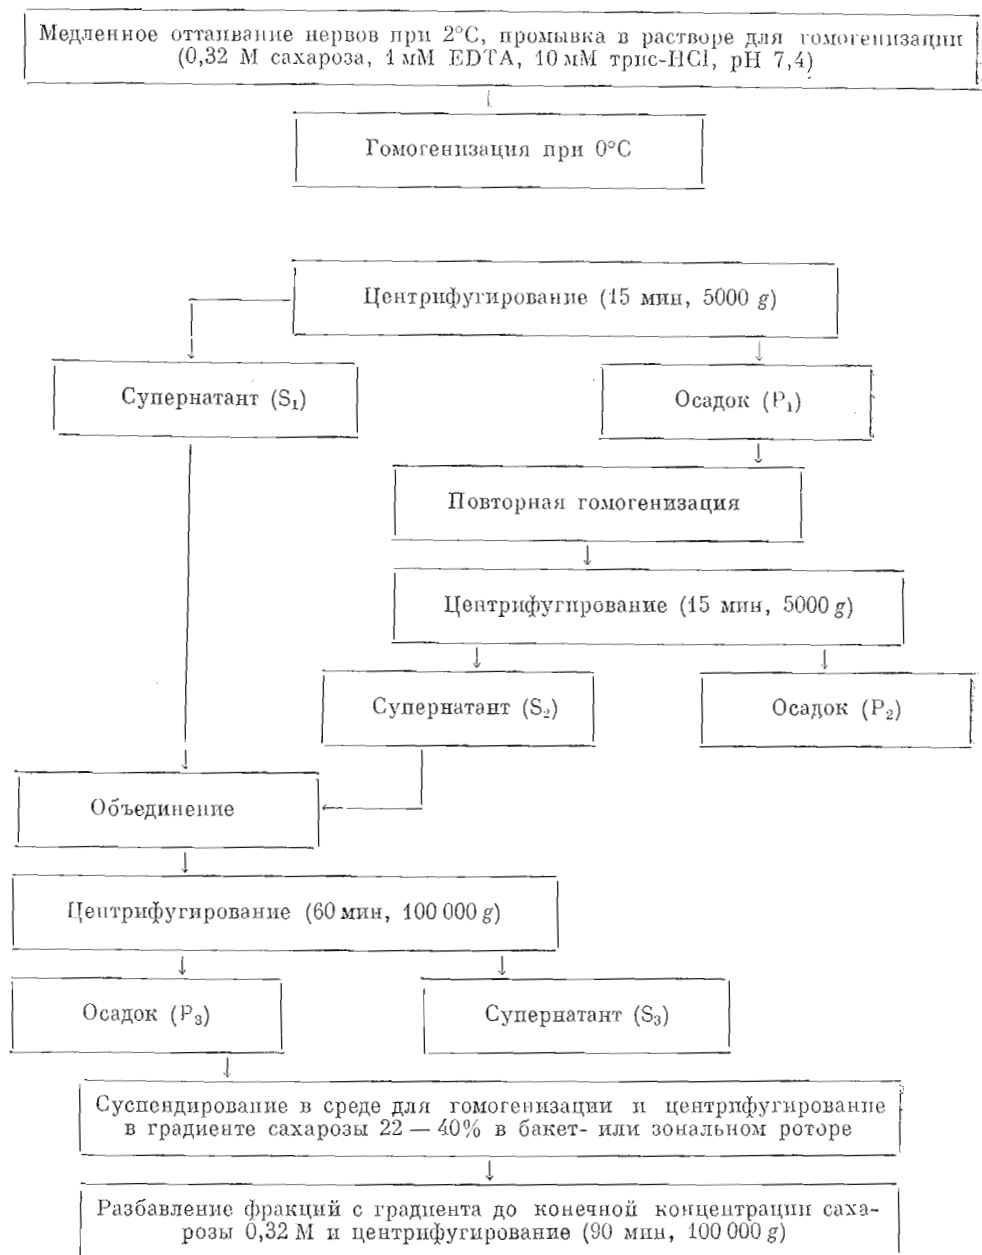 Медленное оттаивание нервов при 2°C, промывка в растворе для гомогенизации
(0,32 М сахароза, 1 мМ EDTA, 10 мМ трис-HCl, pH 7,4)
Гомогенизация при 0°C
Центрифугирование (15 мин, 5000 g)
Супернатант (S₁)
Осадок (P₁)
Повторная гомогенизация
Центрифугирование (15 мин, 5000 g)
Супернатант (S₂)
Осадок (P₂)
Объединение
Центрифугирование (60 мин, 100 000 g)
Осадок (P₃)
Супернатант (S₃)
Суспендирование в среде для гомогенизации и центрифугирование
в градиенте сахарозы 22 — 40% в бакет- или зональном роторе
Разбавление фракций с градиента до конечной концентрации саха-
розы 0,32 М и центрифугирование (90 мин, 100 000 g)